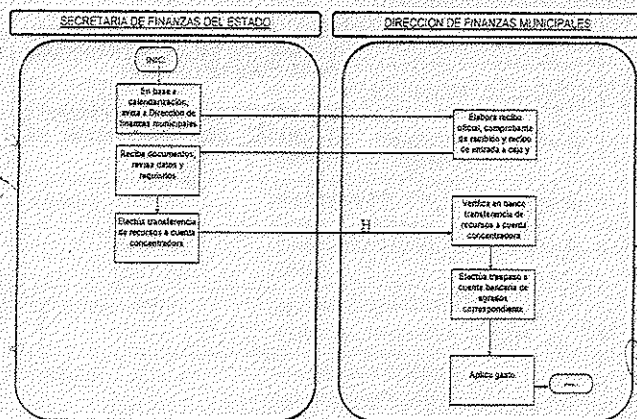 SECRETARIA DE FINANZAS DEL ESTADO
DIRECCION DE FINANZAS MUNICIPALES
INICIO
En base a
calendarización,
avisa a Dirección de
finanzas municipales
Elabora recibo
oficial, comprobante
de recibido y recibo
de entrada a caja y
Recibe documentos,
revisa datos y
requisitos
Efectúa transferencia
de recursos a cuenta
concentradora
Verifica en banco
transferencia de
recursos a cuenta
concentradora
Efectúa traspaso a
cuenta bancaria de
egresos
correspondiente
Aplica gasto